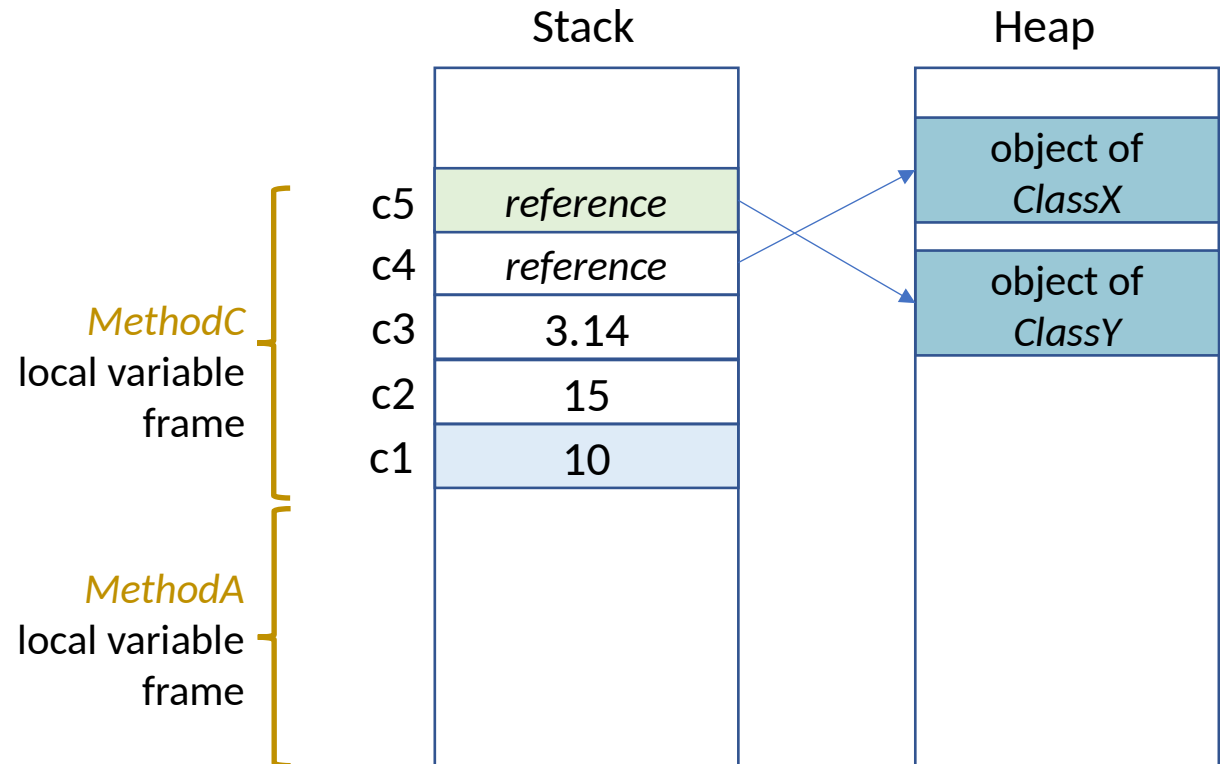 Stack
Heap
c5
reference
c4
reference
c3
3.14
c2
15
c1
10
MethodC
local variable
frame
MethodA
local variable
frame
object of
ClassX
object of
ClassY